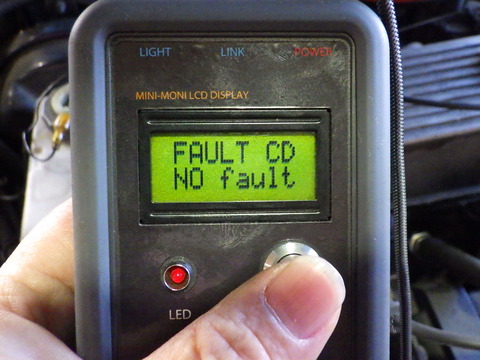 LIGHT LINK POWER
MINI-MONI LCD DISPLAY
FAULT CD
NO fault
LED